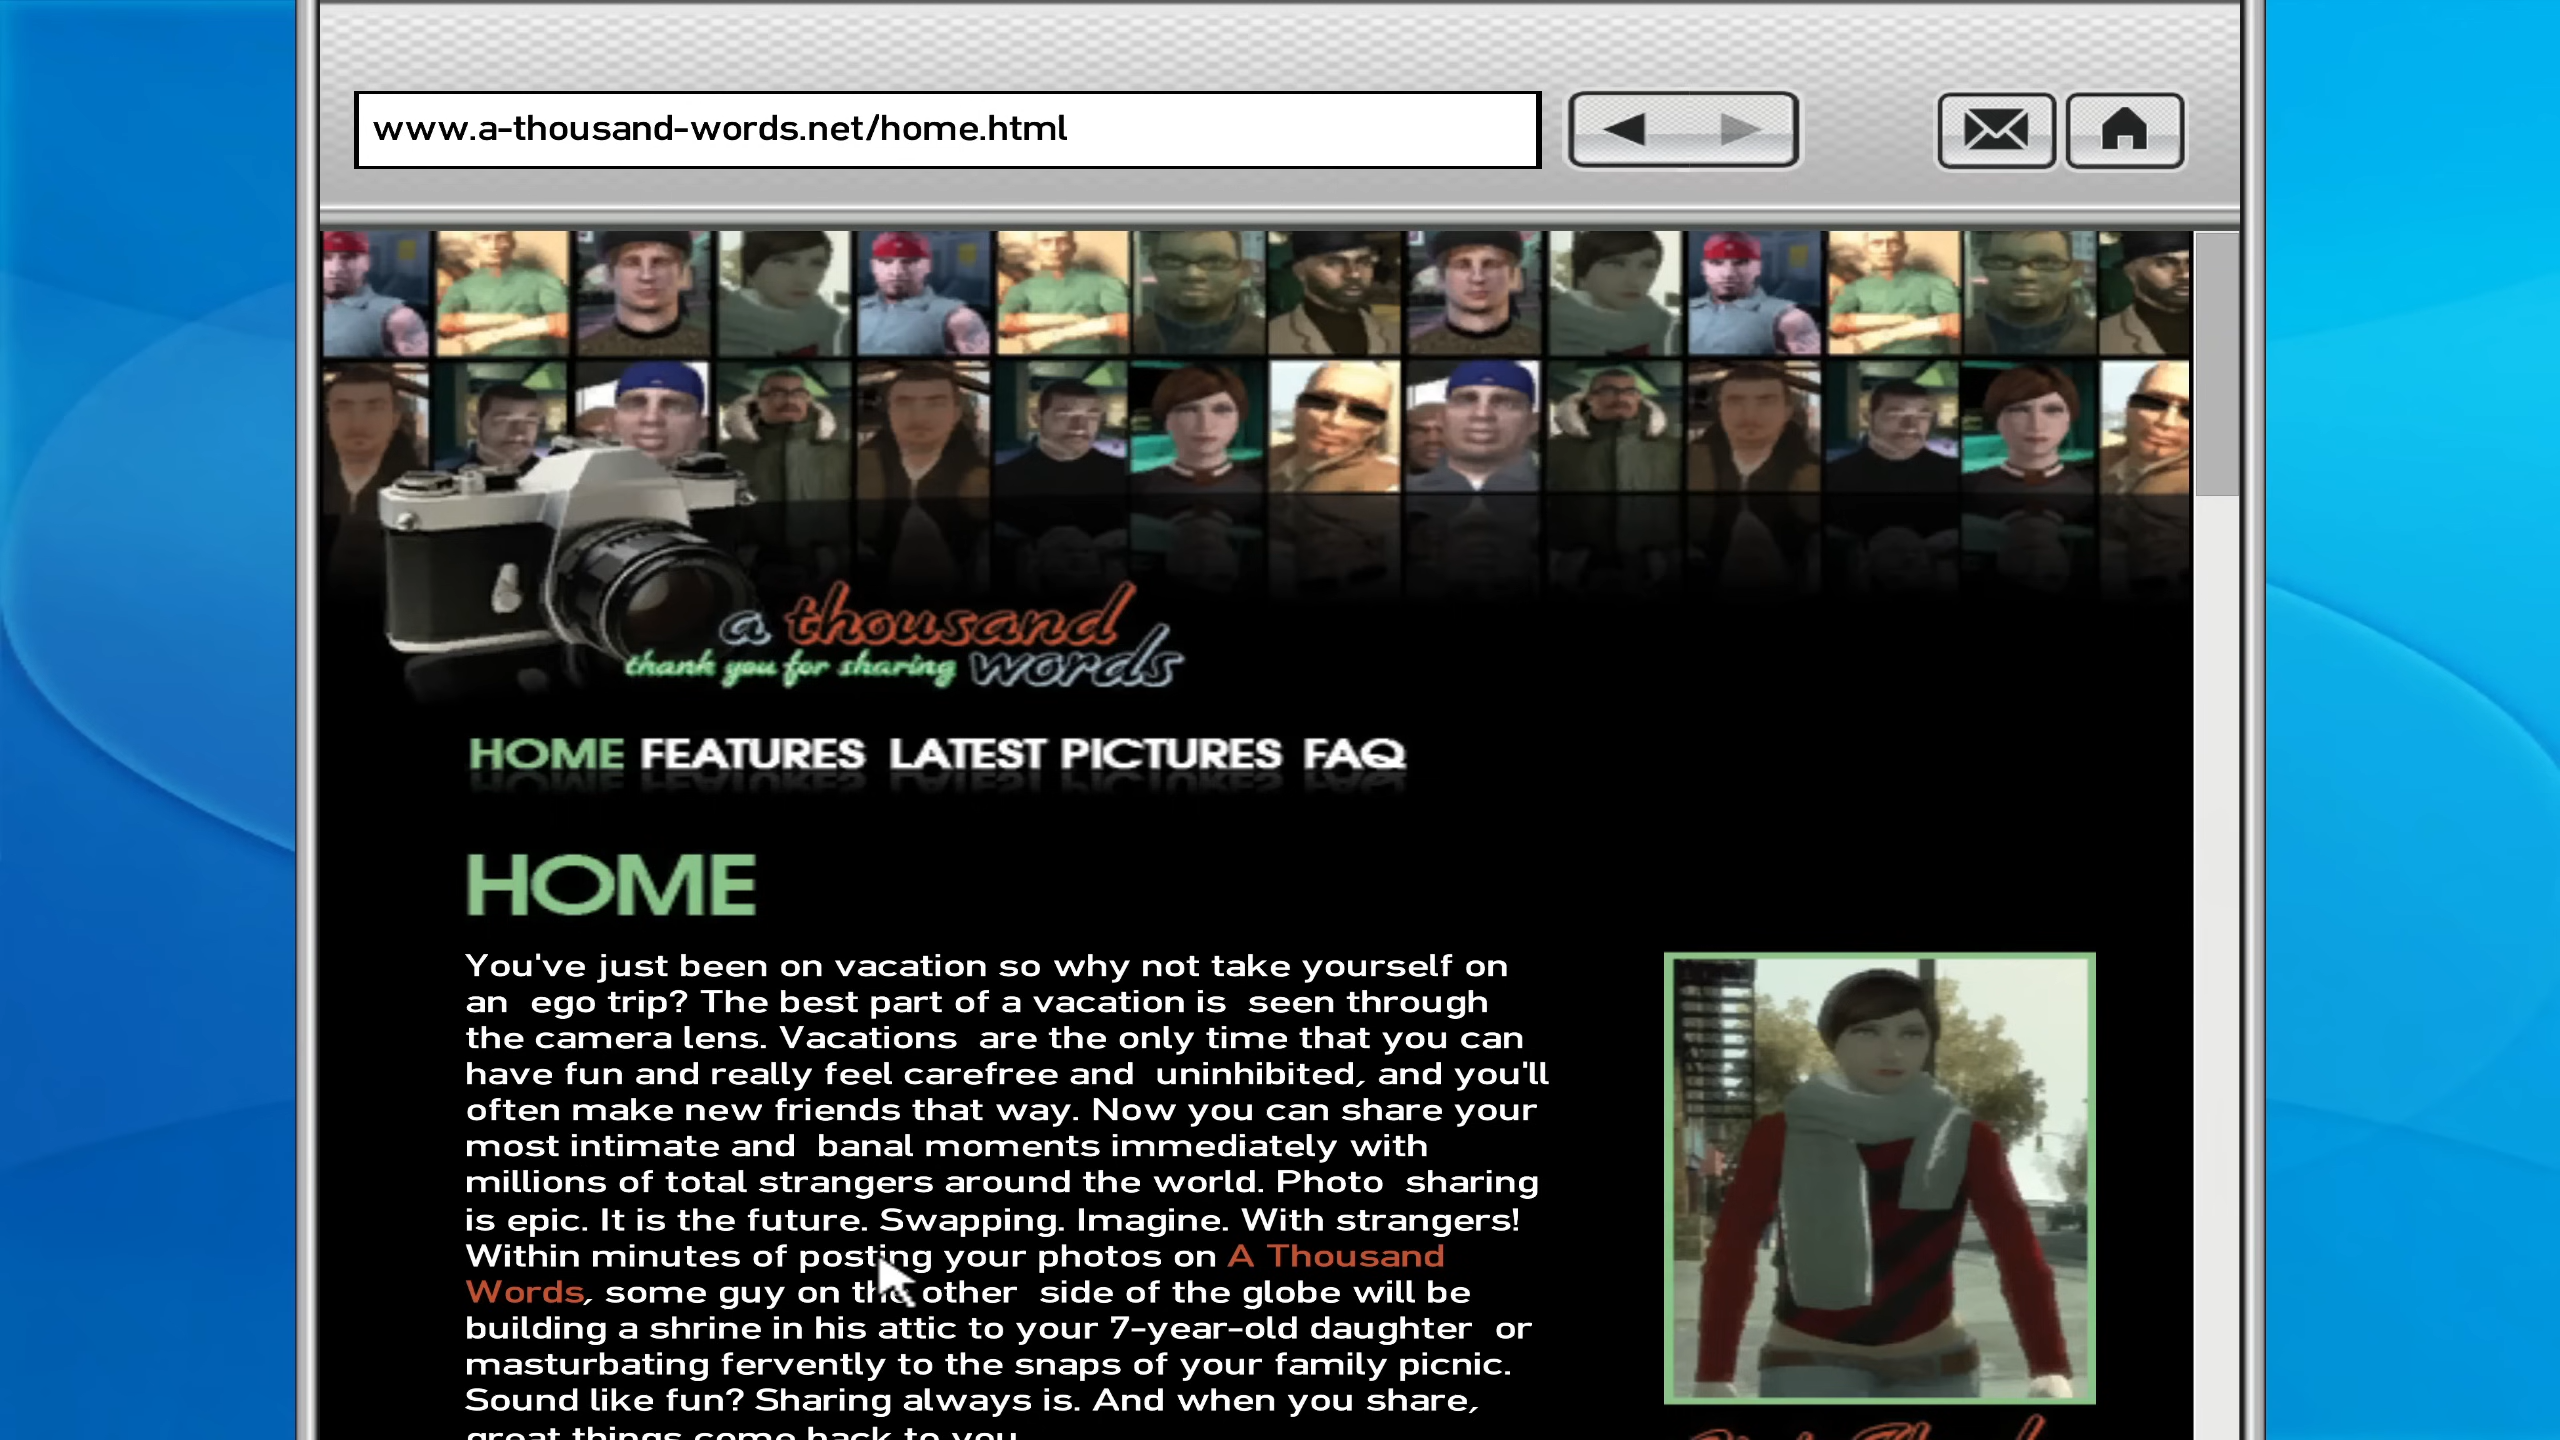 www.a-thousand-words.net/home.html
a thousand
thank you for sharing words
HOME FEATURES LATEST PICTURES FAQ
HOME
You've just been on vacation so why not take yourself on
an ego trip? The best part of a vacation is seen through
the camera lens. Vacations are the only time that you can
have fun and really feel carefree and uninhibited, and you'll
often make new friends that way. Now you can share your
most intimate and banal moments immediately with
millions of total strangers around the world. Photo sharing
is epic. It is the future. Swapping. Imagine. With strangers!
Within minutes of posting your photos on A Thousand
Words, some guy on the other side of the globe will be
building a shrine in his attic to your 7-year-old daughter or
masturbating fervently to the snaps of your family picnic.
Sound like fun? Sharing always is. And when you share,
great things come back to you